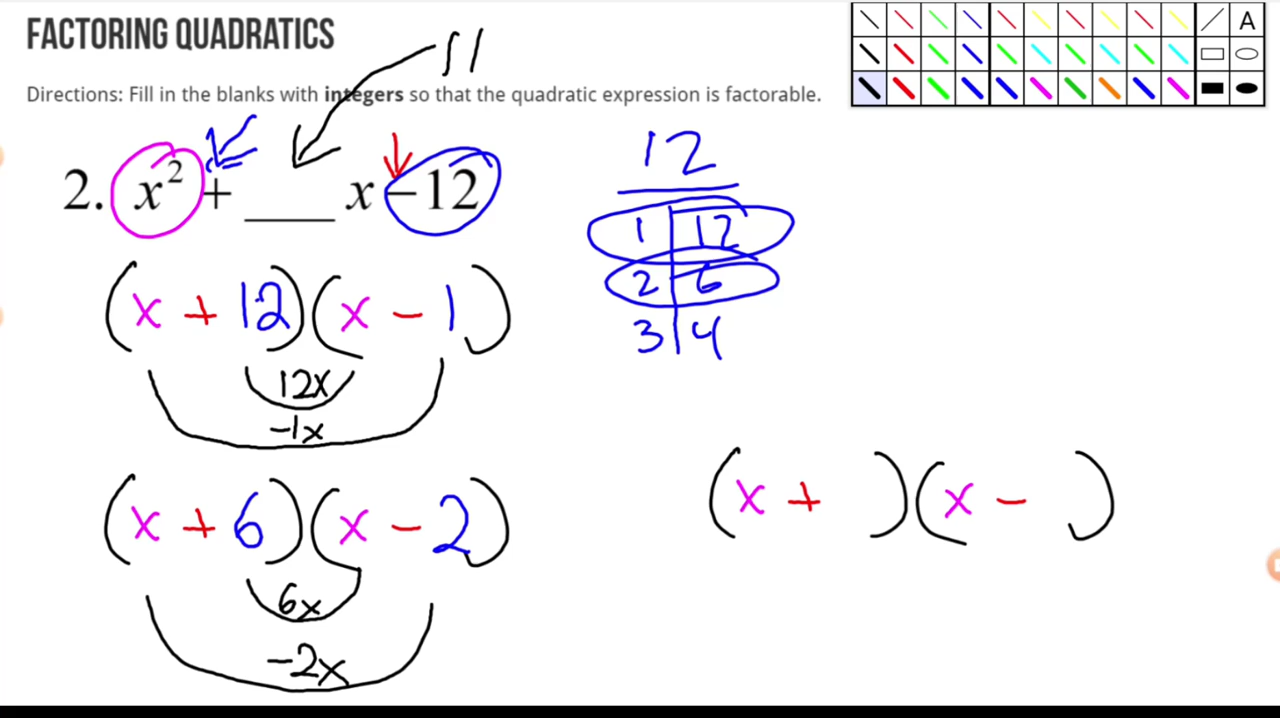 FACTORING QUADRATICS
11
A
Directions: Fill in the blanks with integers so that the quadratic expression is factorable.
2. x² + ____ x − 12
12
1 | 12
2 | 6
3 | 4
(x + 12)(x − 1)
12x
-1x
(x + )(x − )
(x + 6)(x − 2)
6x
-2x